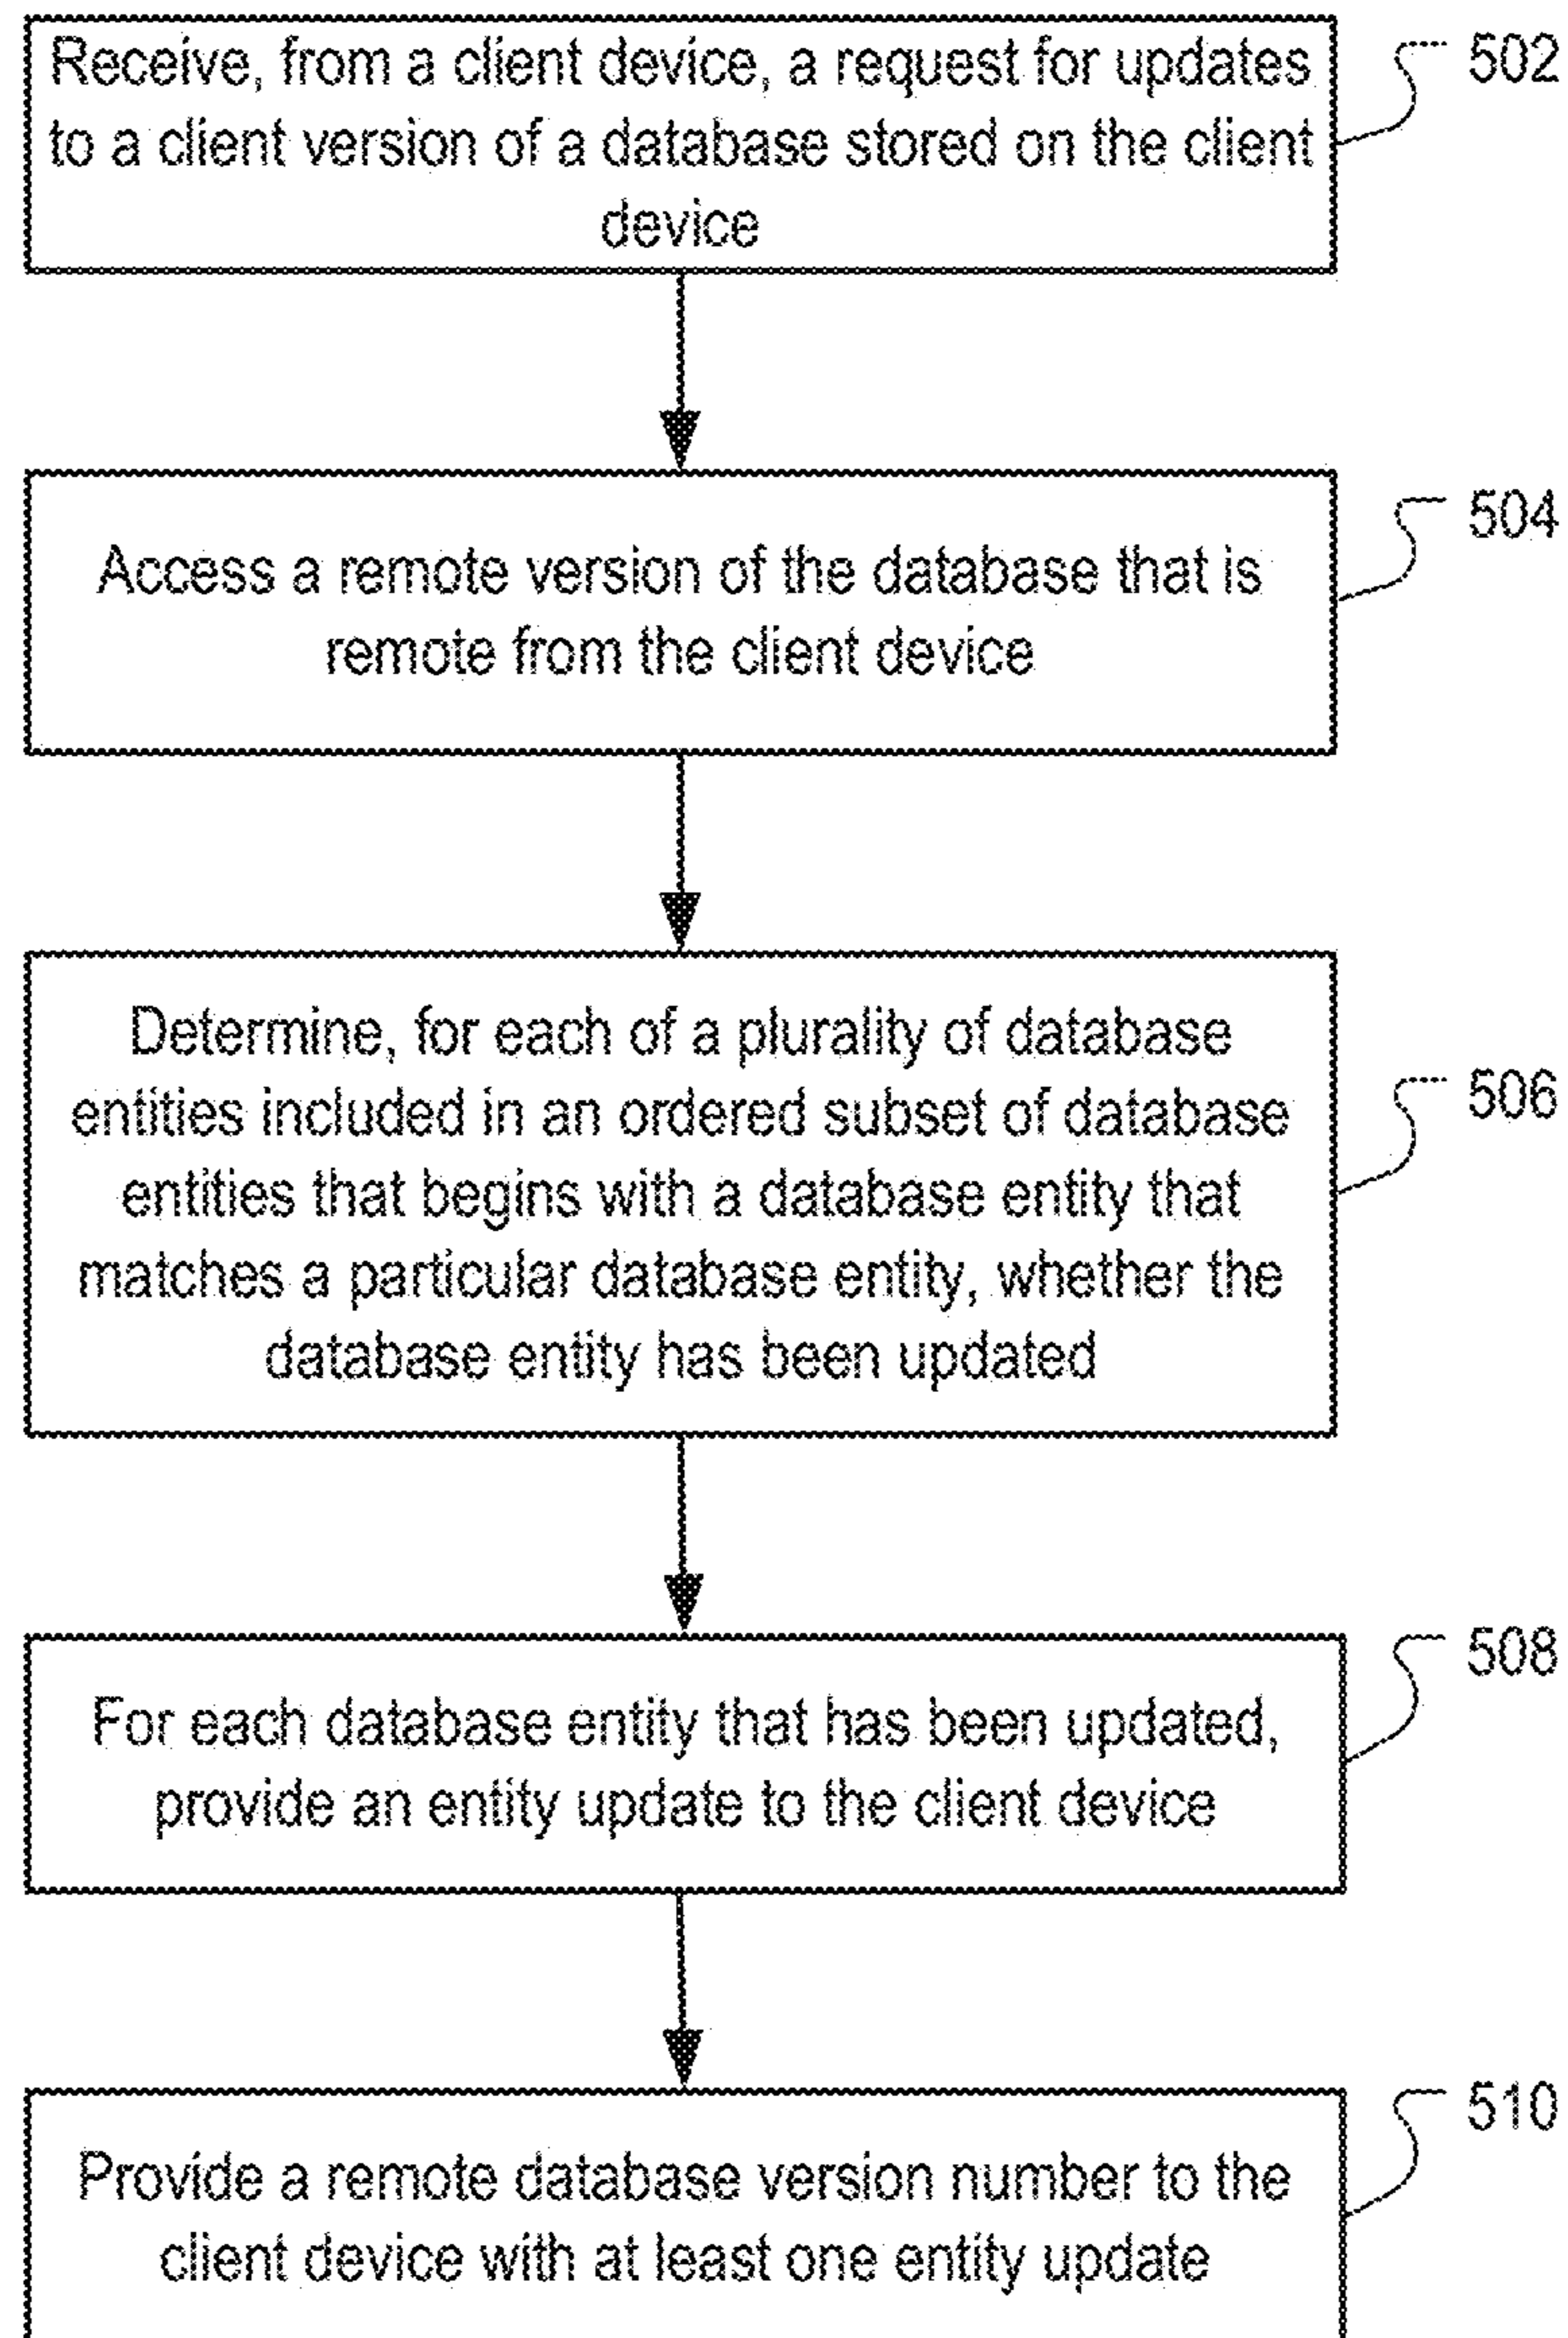 Receive, from a client device, a request for updates
to a client version of a database stored on the client
device
502
Access a remote version of the database that is
remote from the client device
504
Determine, for each of a plurality of database
entities included in an ordered subset of database
entities that begins with a database entity that
matches a particular database entity, whether the
database entity has been updated
506
For each database entity that has been updated,
provide an entity update to the client device
508
Provide a remote database version number to the
client device with at least one entity update
510